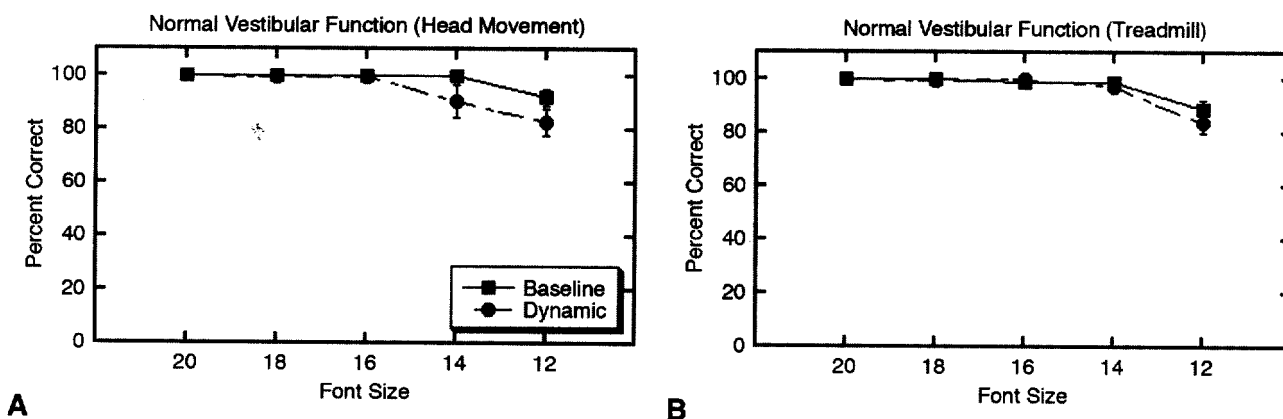 Normal Vestibular Function (Head Movement)
Percent Correct
100
80
60
40
20
0
Baseline
Dynamic
20 18 16 14 12
Font Size
A
Normal Vestibular Function (Treadmill)
Percent Correct
100
80
60
40
20
0
20 18 16 14 12
Font Size
B